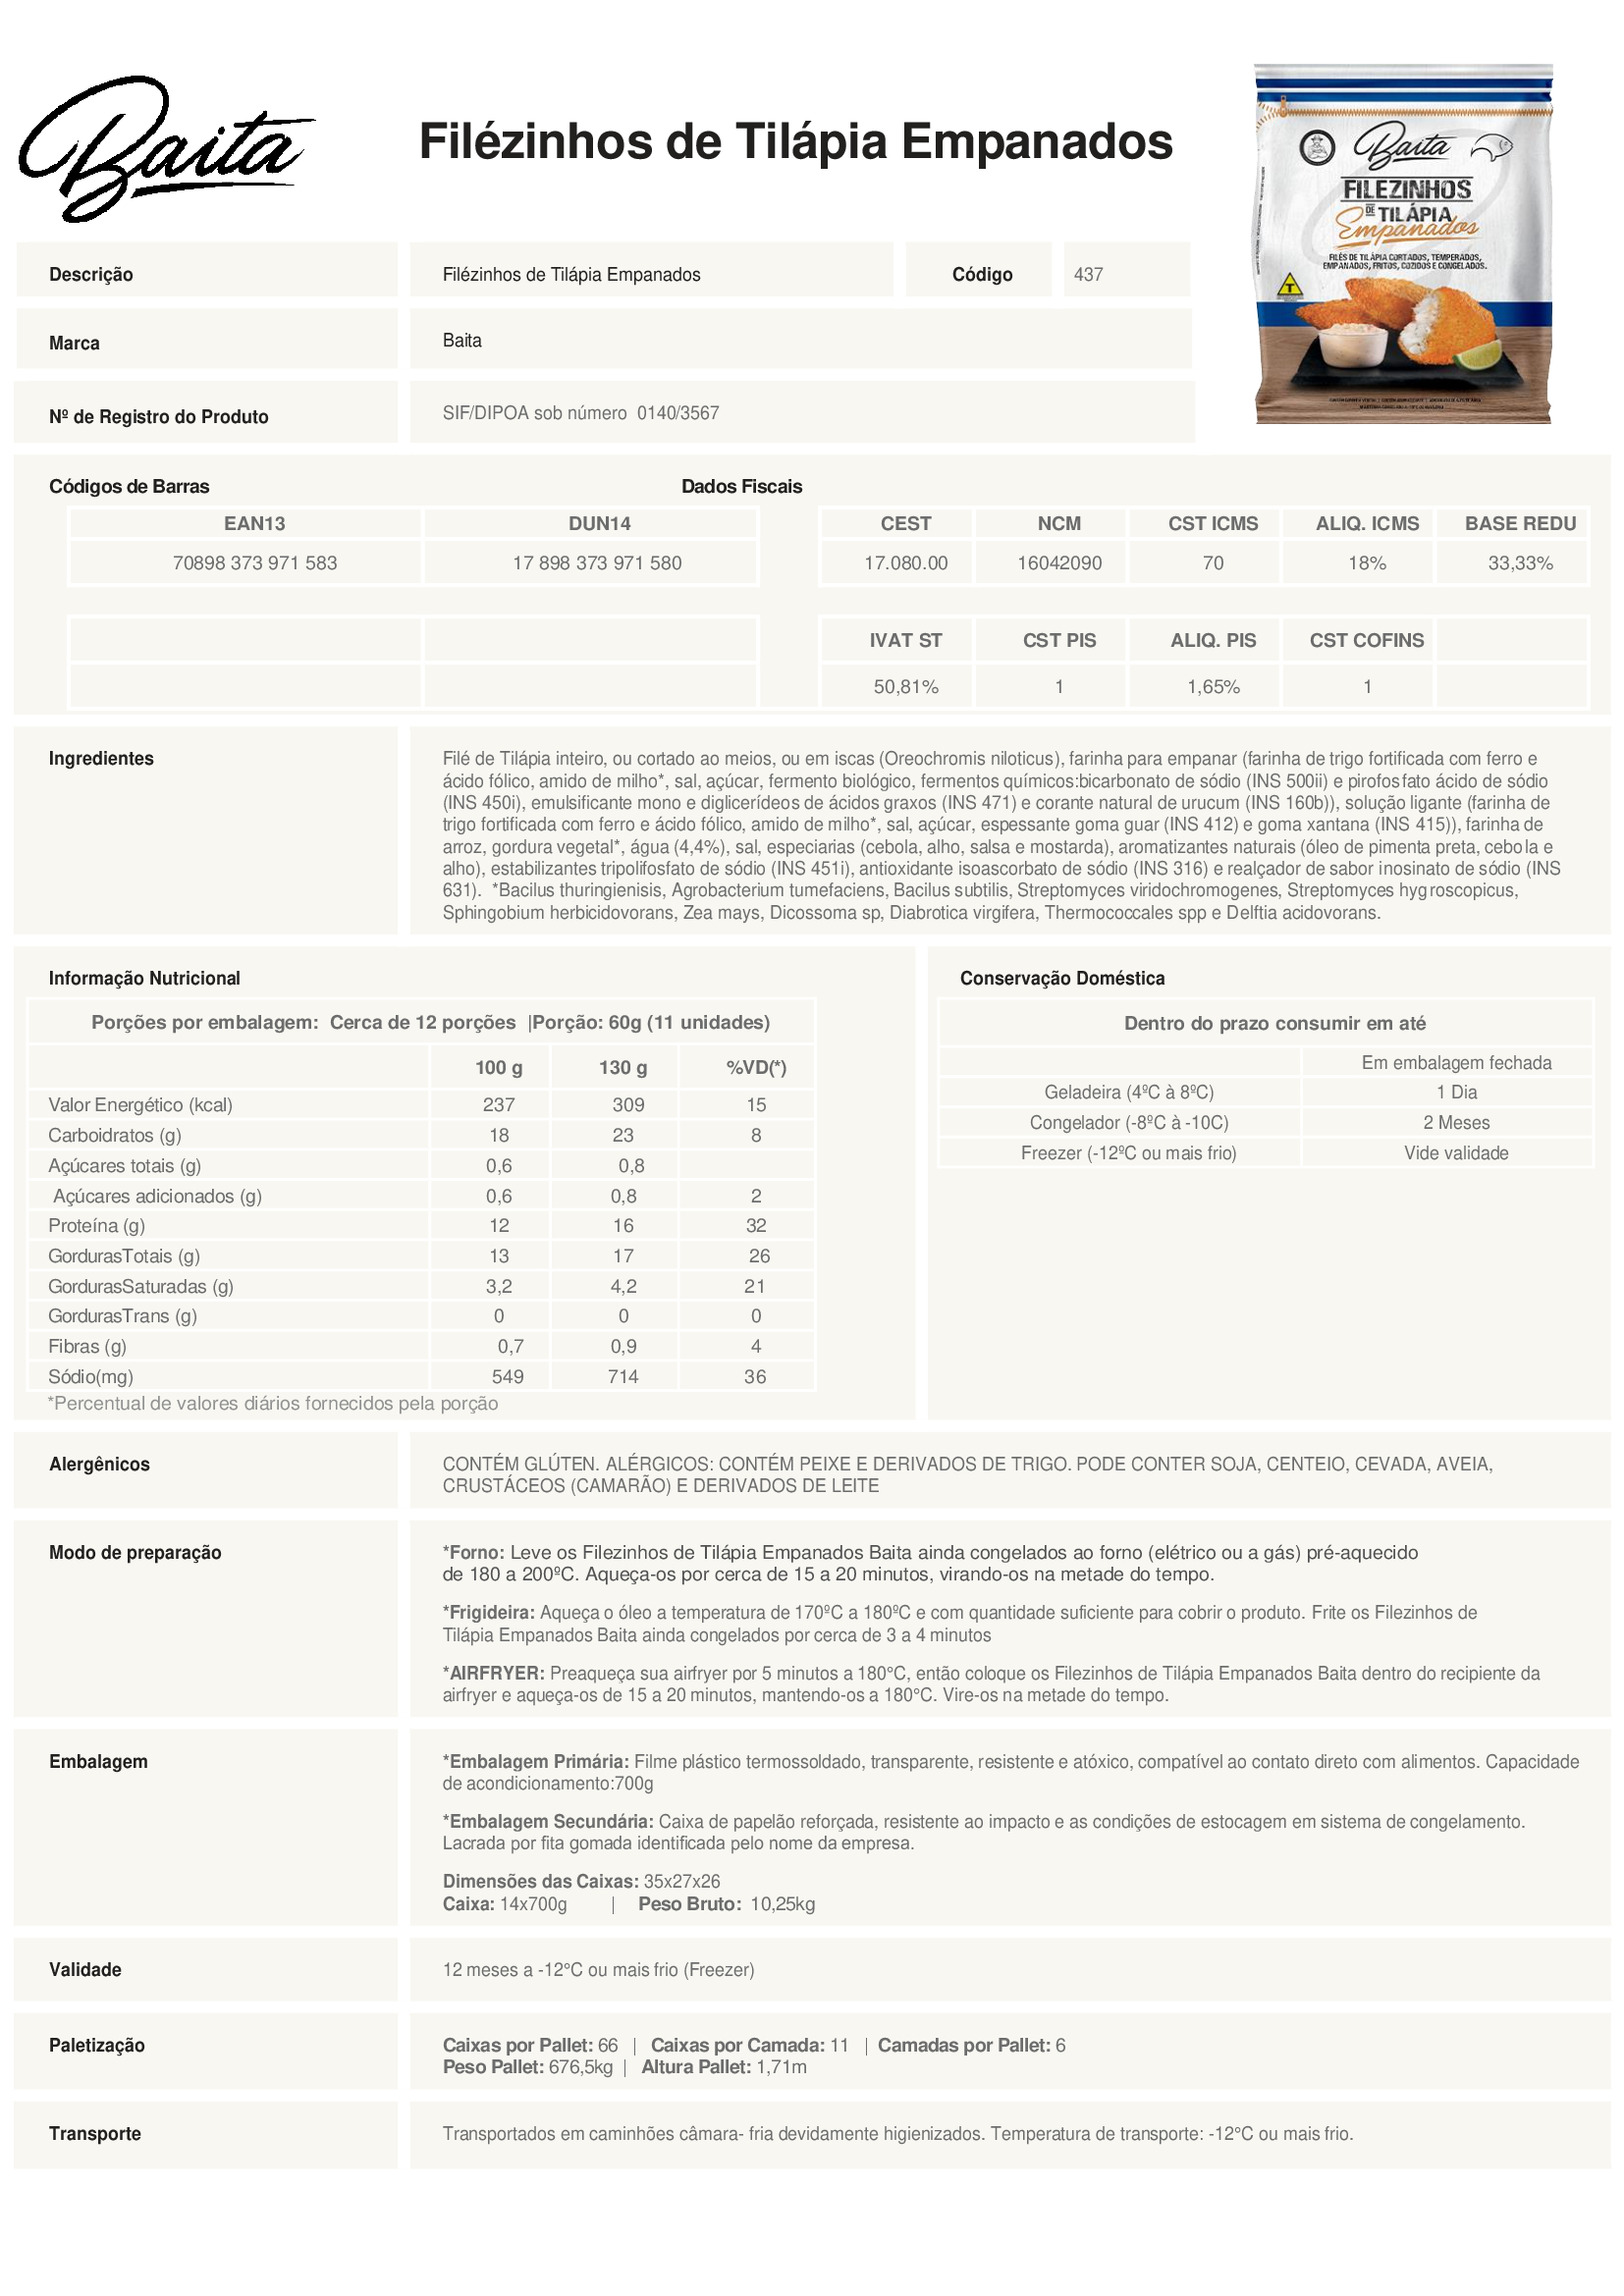 Baita
Filézinhos de Tilápia Empanados
Baita
FILEZINHOS
DE TILÁPIA
Empanados
FILÉS DE TILÁPIA CORTADOS, TEMPERADOS,
EMPANADOS, FRITOS, COZIDOS E CONGELADOS.
T
Descrição Filézinhos de Tilápia Empanados Código 437
Marca Baita
Nº de Registro do Produto SIF/DIPOA sob número 0140/3567
Códigos de Barras Dados Fiscais
EAN13 DUN14 CEST NCM CST ICMS ALIQ. ICMS BASE REDU
70898 373 971 583 17 898 373 971 580 17.080.00 16042090 70 18% 33,33%
IVAT ST CST PIS ALIQ. PIS CST COFINS
50,81% 1 1,65% 1
Ingredientes
Filé de Tilápia inteiro, ou cortado ao meios, ou em iscas (Oreochromis niloticus), farinha para empanar (farinha de trigo fortificada com ferro e
ácido fólico, amido de milho*, sal, açúcar, fermento biológico, fermentos químicos:bicarbonato de sódio (INS 500ii) e pirofosfato ácido de sódio
(INS 450i), emulsificante mono e diglicerídeos de ácidos graxos (INS 471) e corante natural de urucum (INS 160b)), solução ligante (farinha de
trigo fortificada com ferro e ácido fólico, amido de milho*, sal, açúcar, espessante goma guar (INS 412) e goma xantana (INS 415)), farinha de
arroz, gordura vegetal*, água (4,4%), sal, especiarias (cebola, alho, salsa e mostarda), aromatizantes naturais (óleo de pimenta preta, cebola e
alho), estabilizantes tripolifosfato de sódio (INS 451i), antioxidante isoascorbato de sódio (INS 316) e realçador de sabor inosinato de sódio (INS
631). *Bacilus thuringienisis, Agrobacterium tumefaciens, Bacilus subtilis, Streptomyces viridochromogenes, Streptomyces hygroscopicus,
Sphingobium herbicidovorans, Zea mays, Dicossoma sp, Diabrotica virgifera, Thermococcales spp e Delftia acidovorans.
Informação Nutricional
Porções por embalagem: Cerca de 12 porções |Porção: 60g (11 unidades)
100 g 130 g %VD(*)
Valor Energético (kcal) 237 309 15
Carboidratos (g) 18 23 8
Açúcares totais (g) 0,6 0,8
Açúcares adicionados (g) 0,6 0,8 2
Proteína (g) 12 16 32
GordurasTotais (g) 13 17 26
GordurasSaturadas (g) 3,2 4,2 21
GordurasTrans (g) 0 0 0
Fibras (g) 0,7 0,9 4
Sódio(mg) 549 714 36
*Percentual de valores diários fornecidos pela porção
Conservação Doméstica
Dentro do prazo consumir em até
Em embalagem fechada
Geladeira (4ºC à 8ºC) 1 Dia
Congelador (-8ºC à -10C) 2 Meses
Freezer (-12ºC ou mais frio) Vide validade
Alergênicos
CONTÉM GLÚTEN. ALÉRGICOS: CONTÉM PEIXE E DERIVADOS DE TRIGO. PODE CONTER SOJA, CENTEIO, CEVADA, AVEIA,
CRUSTÁCEOS (CAMARÃO) E DERIVADOS DE LEITE
Modo de preparação
*Forno: Leve os Filezinhos de Tilápia Empanados Baita ainda congelados ao forno (elétrico ou a gás) pré-aquecido
de 180 a 200ºC. Aqueça-os por cerca de 15 a 20 minutos, virando-os na metade do tempo.
*Frigideira: Aqueça o óleo a temperatura de 170ºC a 180ºC e com quantidade suficiente para cobrir o produto. Frite os Filezinhos de
Tilápia Empanados Baita ainda congelados por cerca de 3 a 4 minutos
*AIRFRYER: Preaqueça sua airfryer por 5 minutos a 180°C, então coloque os Filezinhos de Tilápia Empanados Baita dentro do recipiente da
airfryer e aqueça-os de 15 a 20 minutos, mantendo-os a 180°C. Vire-os na metade do tempo.
Embalagem
*Embalagem Primária: Filme plástico termossoldado, transparente, resistente e atóxico, compatível ao contato direto com alimentos. Capacidade
de acondicionamento:700g
*Embalagem Secundária: Caixa de papelão reforçada, resistente ao impacto e as condições de estocagem em sistema de congelamento.
Lacrada por fita gomada identificada pelo nome da empresa.
Dimensões das Caixas: 35x27x26
Caixa: 14x700g | Peso Bruto: 10,25kg
Validade 12 meses a -12°C ou mais frio (Freezer)
Paletização
Caixas por Pallet: 66 | Caixas por Camada: 11 | Camadas por Pallet: 6
Peso Pallet: 676,5kg | Altura Pallet: 1,71m
Transporte Transportados em caminhões câmara- fria devidamente higienizados. Temperatura de transporte: -12°C ou mais frio.